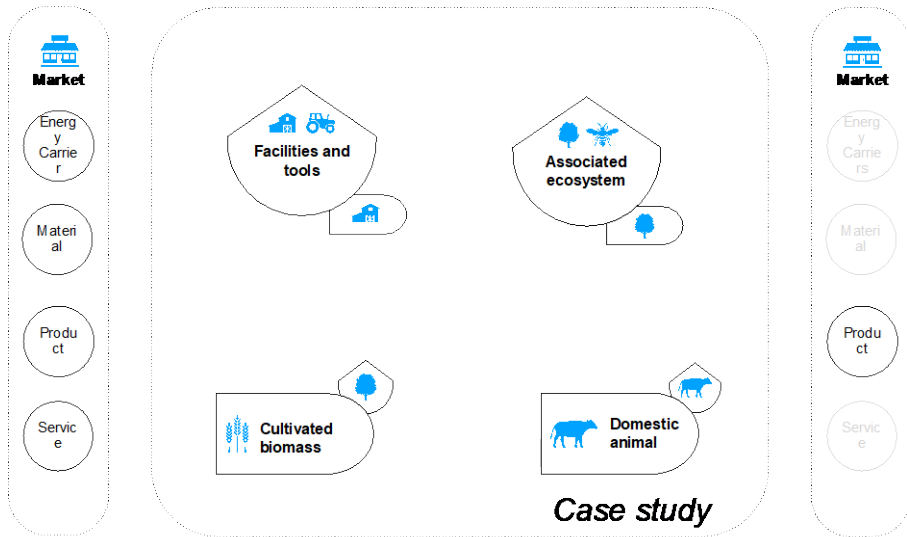 Market
Energ
y
Carrie
r
Materi
al
Produ
ct
Servic
e
Facilities and
tools
Associated
ecosystem
Cultivated
biomass
Domestic
animal
Case study
Market
Energ
y
Carrie
rs
Materi
al
Produ
ct
Servic
e